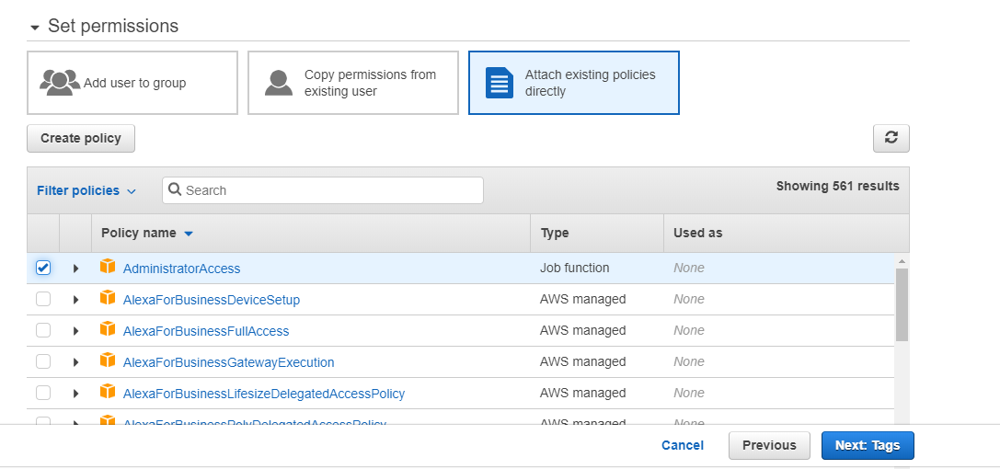 Set permissions
Add user to group
Copy permissions from
existing user
Attach existing policies
directly
Create policy
Filter policies
Search
Showing 561 results
Policy name
Type
Used as
AdministratorAccess
Job function
None
AlexaForBusinessDeviceSetup
AWS managed
None
AlexaForBusinessFullAccess
AWS managed
None
AlexaForBusinessGatewayExecution
AWS managed
None
AlexaForBusinessLifesizeDelegatedAccessPolicy
AWS managed
None
AlexaForBusinessPolyDelegatedAccessPolicy
AWS managed
None
Cancel
Previous
Next: Tags